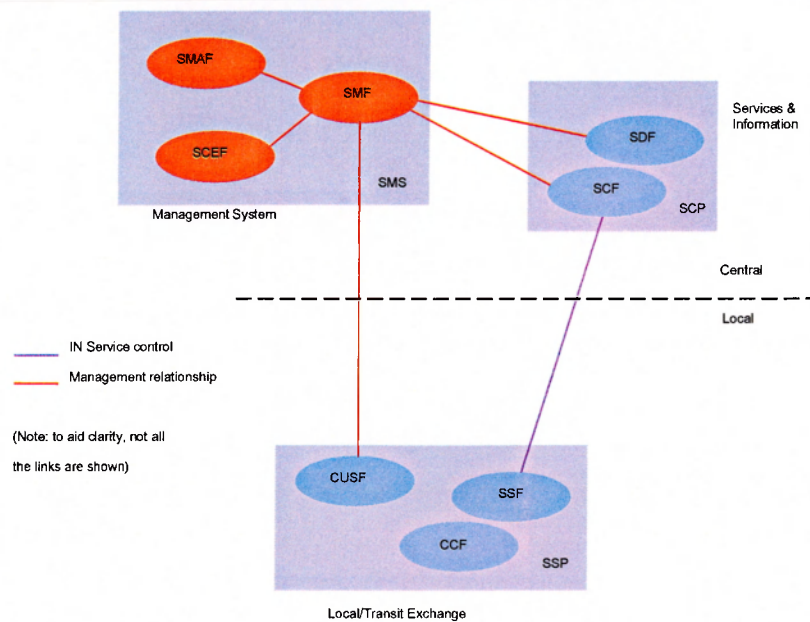 SMAF
SMF
SCEF
SMS
Management System
SDF
SCF
SCP
Services &
Information
Central
Local
IN Service control
Management relationship
(Note: to aid clarity, not all
the links are shown)
CUSF
SSF
CCF
SSP
Local/Transit Exchange